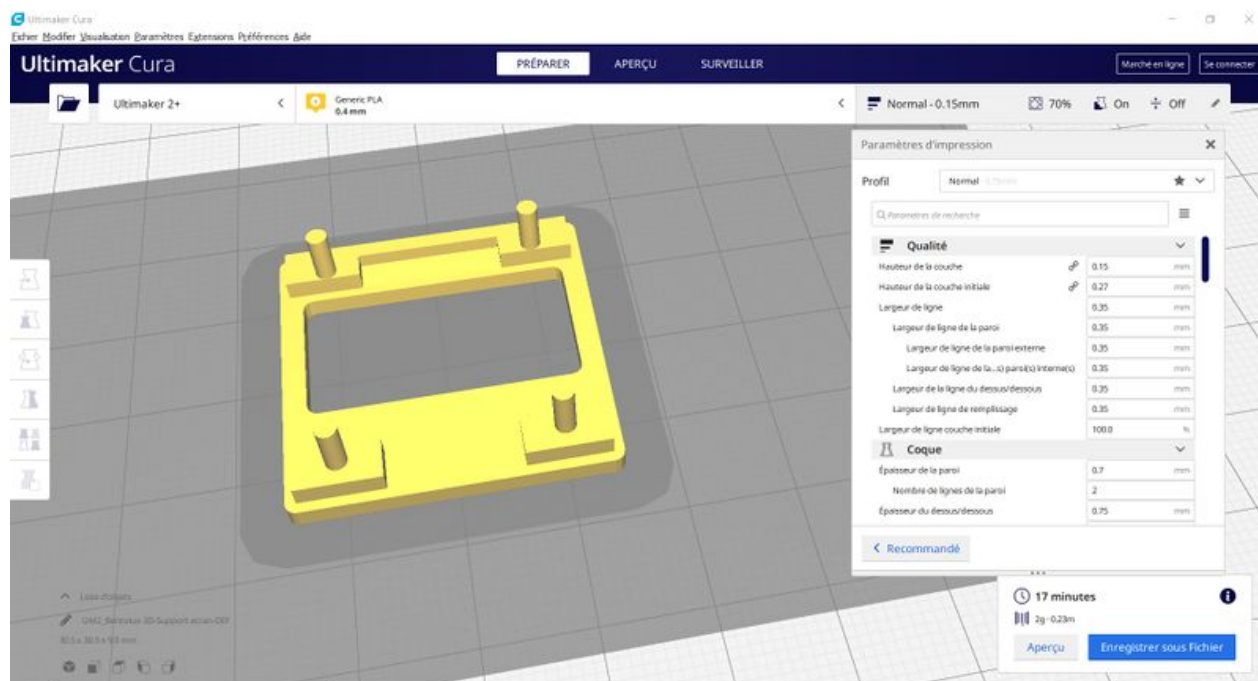 Ultimaker Cura
Fichier Modifier Visualisation Paramètres Extensions Préférences Aide
Ultimaker Cura
PRÉPARER APERÇU SURVEILLER
Marché en ligne Se connecter
Ultimaker 2+
Generic PLA
0.4 mm
Normal - 0.15mm 70% On Off
Paramètres d'impression
Profil Normal 0.15mm
Paramètres de recherche
Qualité
Hauteur de la couche 0.15 mm
Hauteur de la couche initiale 0.27 mm
Largeur de ligne 0.35 mm
Largeur de ligne de la paroi 0.35 mm
Largeur de ligne de la paroi externe 0.35 mm
Largeur de ligne de la...s) paroi(s) interne(s) 0.35 mm
Largeur de la ligne du dessus/dessous 0.35 mm
Largeur de ligne de remplissage 0.35 mm
Largeur de ligne couche initiale 100.0 %
Coque
Épaisseur de la paroi 0.7 mm
Nombre de lignes de la paroi 2
Épaisseur du dessus/dessous 0.75 mm
Recommandé
17 minutes
2g · 0.23m
Aperçu Enregistrer sous Fichier
Liste d'objets